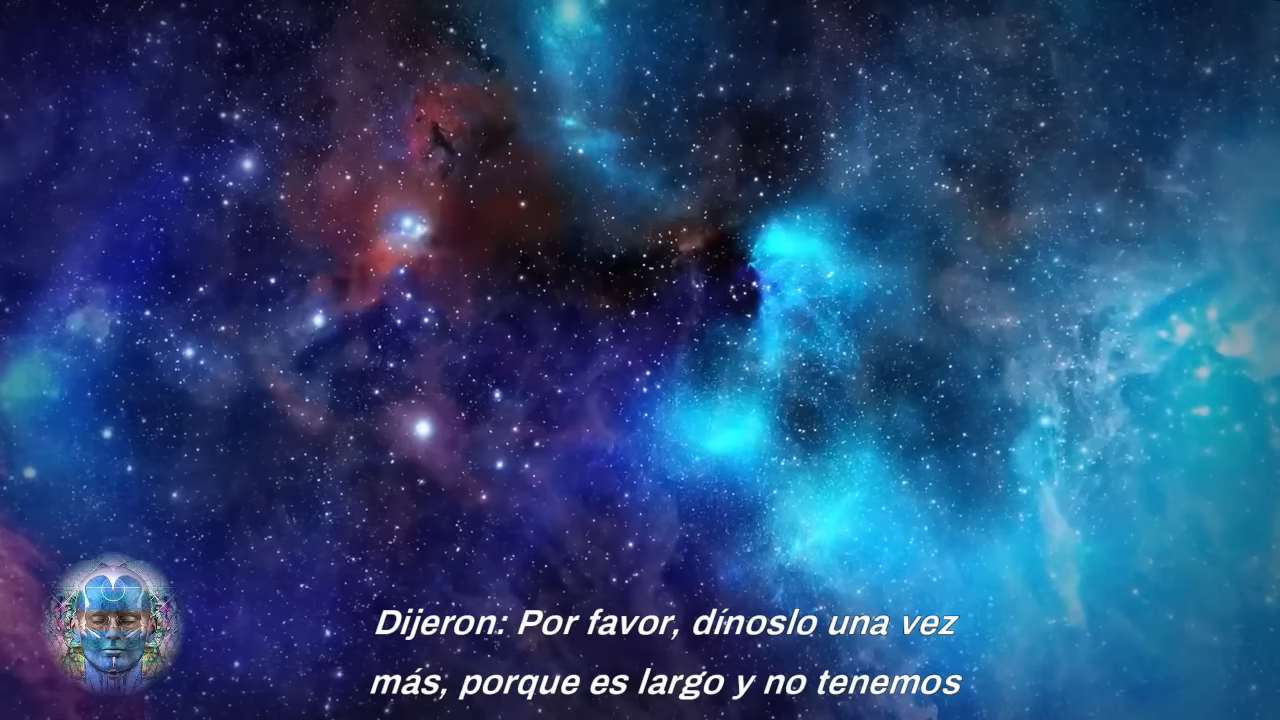 Dijeron: Por favor, dínoslo una vez
más, porque es largo y no tenemos